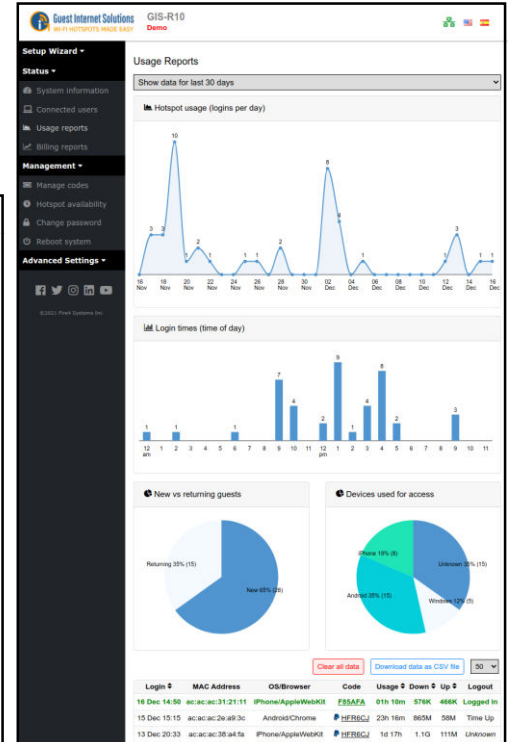 Guest Internet Solutions
WI-FI HOTSPOTS MADE EASY
GIS-R10
Demo
Setup Wizard
Status
System information
Connected users
Usage reports
Billing reports
Management
Manage codes
Hotspot availability
Change password
Reboot system
Advanced Settings
Usage Reports
Show data for last 30 days
Hotspot usage (logins per day)
3 3 10 1 2 1 1 1 2 8 1 1 3 1 1
16 Nov 18 Nov 20 Nov 22 Nov 24 Nov 26 Nov 28 Nov 30 Nov 02 Dec 04 Dec 06 Dec 08 Dec 10 Dec 12 Dec 14 Dec 16 Dec
Login times (time of day)
1 1 1 7 4 2 9 1 4 8 2 3
12 am 1 2 3 4 5 6 7 8 9 10 11 12 pm 1 2 3 4 5 6 7 8 9 10 11
New vs returning guests
Returning 35% (15)
New 65% (28)
Devices used for access
iPhone 19% (8)
Unknown 35% (15)
Android 35% (15)
Windows 12% (5)
Clear all data
Download data as CSV file
50
Login MAC Address OS/Browser Code Usage Down Up Logout
16 Dec 14:50 ac:ac:ac:31:21:11 iPhone/AppleWebKit F85AFA 01h 10m 576K 466K Logged in
15 Dec 15:15 ac:ac:ac:2e:a9:3c Android/Chrome HFR6CJ 23h 16m 865M 58M Time Up
13 Dec 20:33 ac:ac:ac:38:a4:fa iPhone/AppleWebKit HFR6CJ 1d 17h 1.1G 111M Unknown